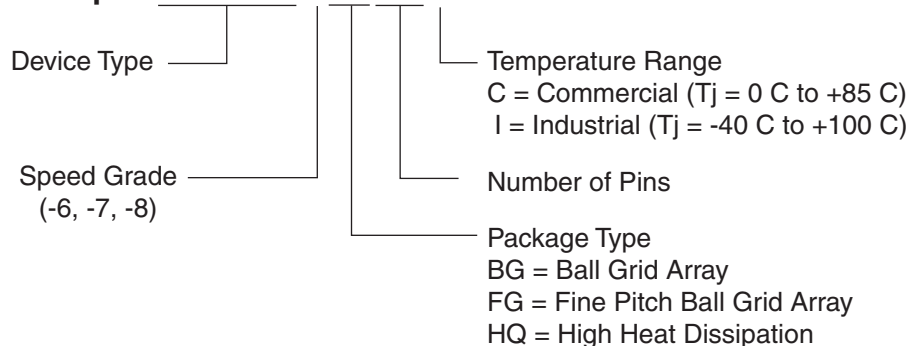 Device Type
Temperature Range
C = Commercial (Tj = 0 C to +85 C)
I = Industrial (Tj = -40 C to +100 C)
Speed Grade
(-6, -7, -8)
Number of Pins
Package Type
BG = Ball Grid Array
FG = Fine Pitch Ball Grid Array
HQ = High Heat Dissipation